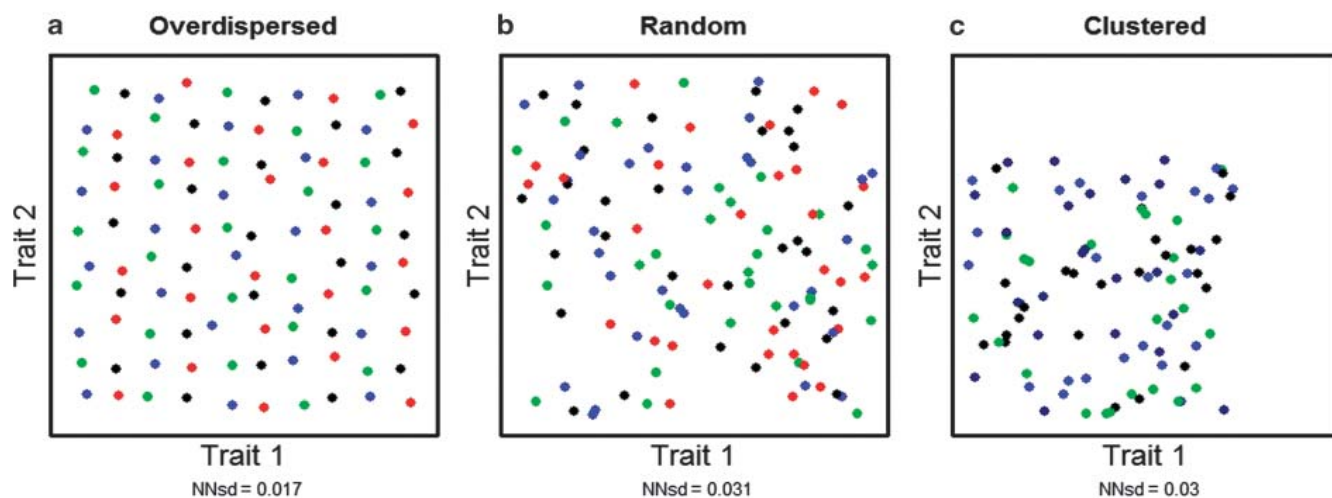 a Overdispersed
b Random
c Clustered
Trait 2
Trait 2
Trait 2
Trait 1
Trait 1
Trait 1
NNsd = 0.017
NNsd = 0.031
NNsd = 0.03